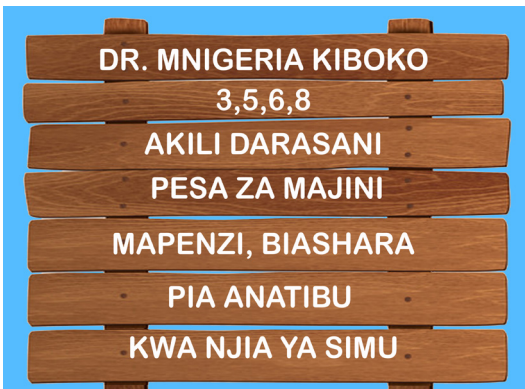 DR. MNIGERIA KIBOKO
3,5,6,8
AKILI DARASANI
PESA ZA MAJINI
MAPENZI, BIASHARA
PIA ANATIBU
KWA NJIA YA SIMU